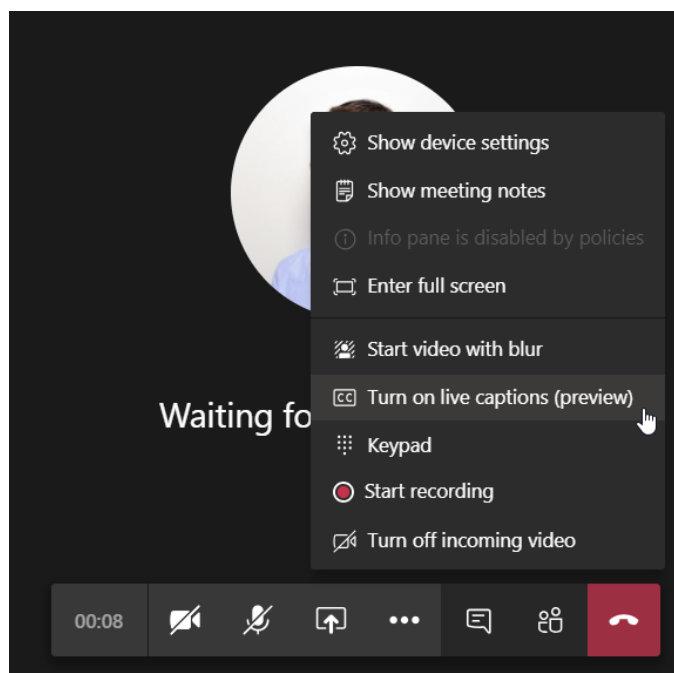 Show device settings
Show meeting notes
Info pane is disabled by policies
Enter full screen
Start video with blur
CC Turn on live captions (preview)
Waiting fo
Keypad
Start recording
Turn off incoming video
00:08